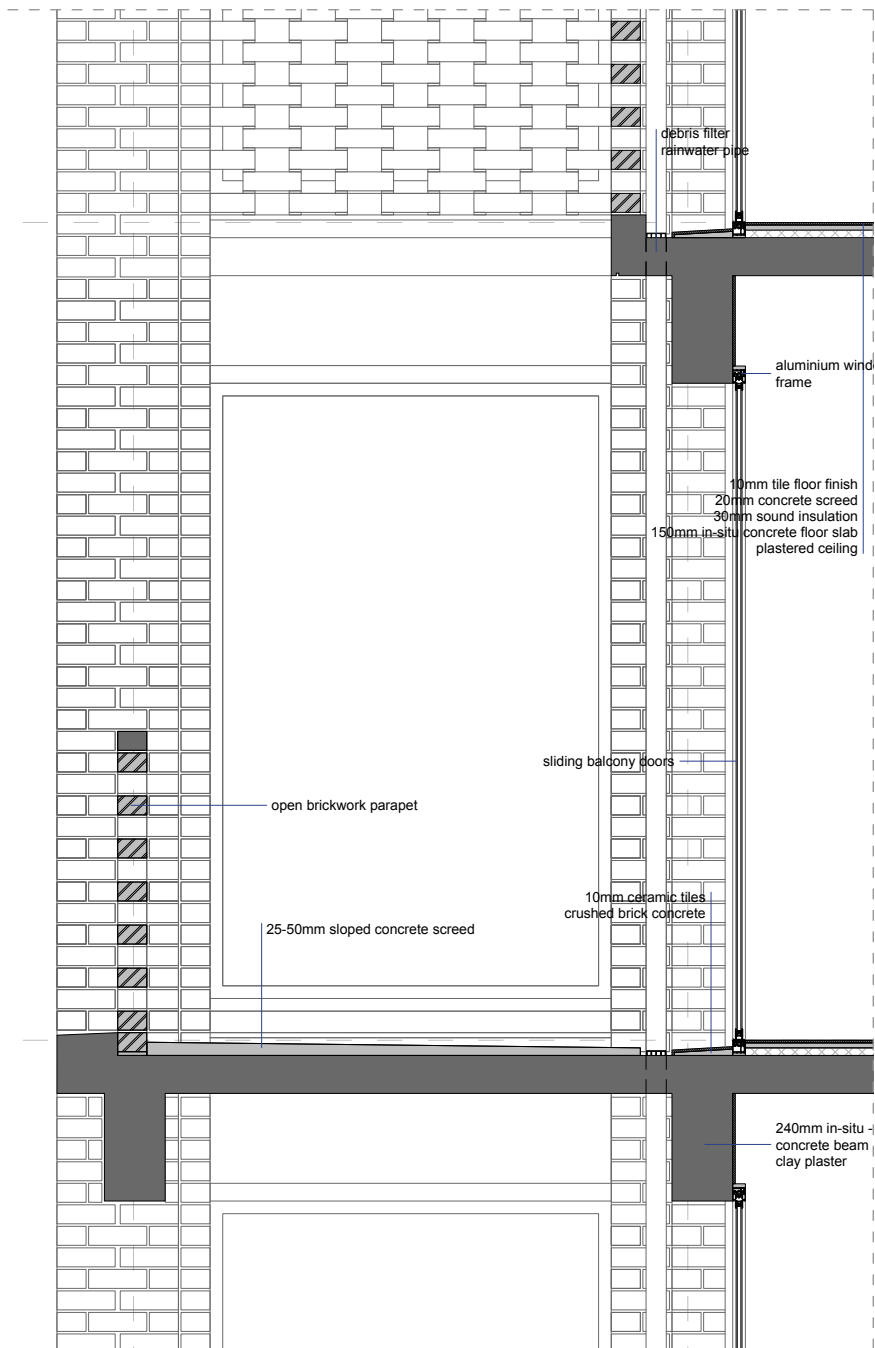 debris filter
rainwater pipe
aluminium wind
frame
10mm tile floor finish
20mm concrete screed
30mm sound insulation
150mm in-situ concrete floor slab
plastered ceiling
sliding balcony doors
open brickwork parapet
10mm ceramic tiles
crushed brick concrete
25-50mm sloped concrete screed
240mm in-situ -
concrete beam
clay plaster